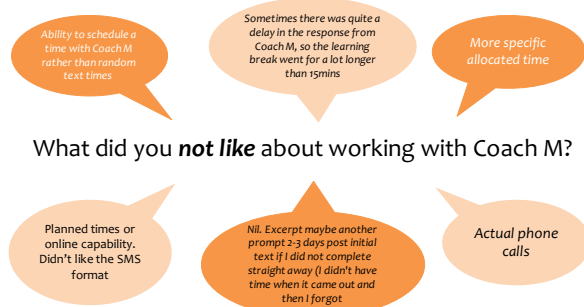 Ability to schedule a
time with Coach M
rather than random
text times
Sometimes there was quite a
delay in the response from
Coach M, so the learning
break went for a lot longer
than 15mins
More specific
allocated time
What did you not like about working with Coach M?
Planned times or
online capability.
Didn't like the SMS
format
Nil. Excerpt maybe another
prompt 2-3 days post initial
text if I did not complete
straight away (I didn't have
time when it came out and
then I forgot
Actual phone
calls